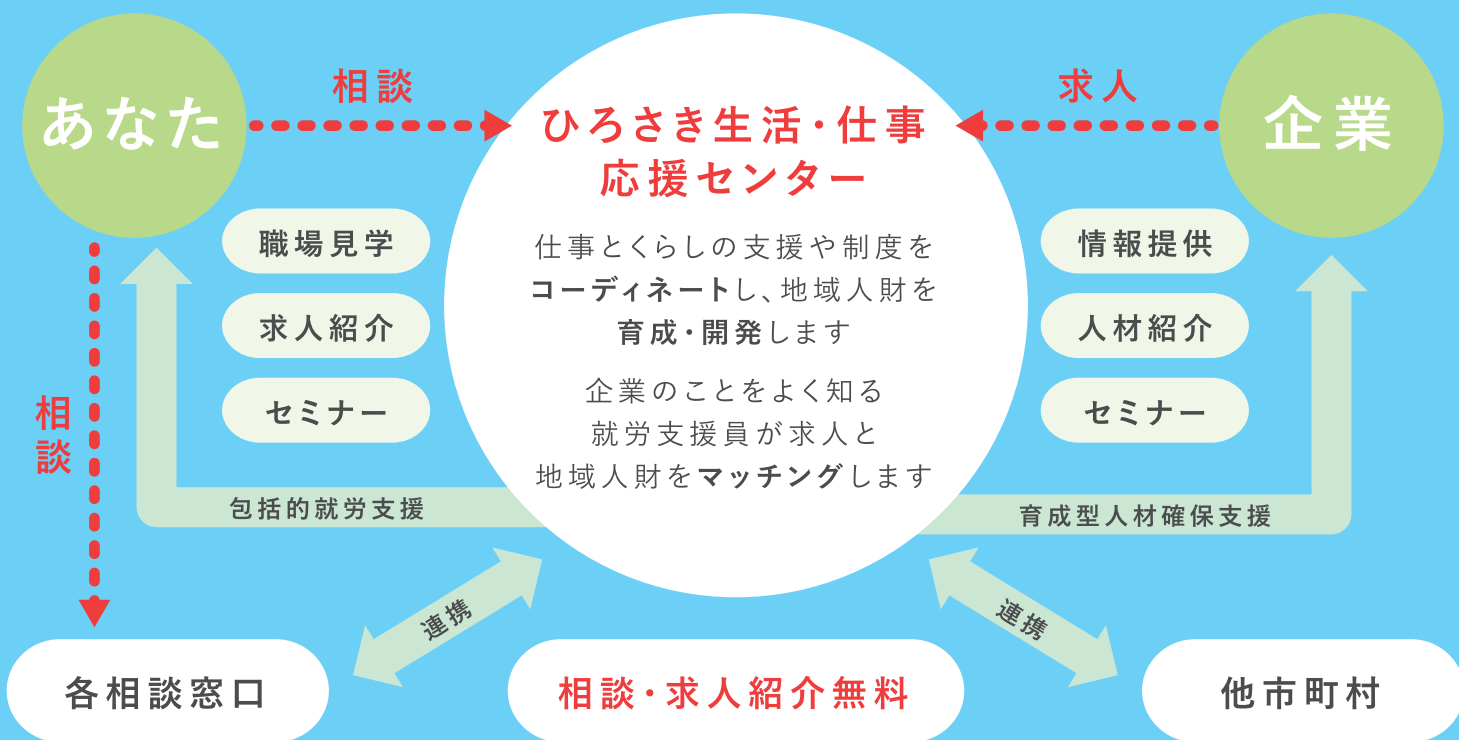 あなた
相談
ひろさき生活・仕事
応援センター
求人
企業
職場見学
求人紹介
セミナー
仕事とくらしの支援や制度を
コーディネートし、地域人財を
育成・開発します
企業のことをよく知る
就労支援員が求人と
地域人財をマッチングします
情報提供
人材紹介
セミナー
相談
包括的就労支援
育成型人材確保支援
連携
連携
各相談窓口
相談・求人紹介無料
他市町村